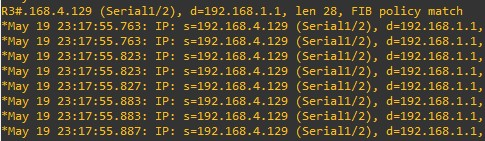 R3#.168.4.129 (Serial1/2), d=192.168.1.1, len 28, FIB policy match
*May 19 23:17:55.763: IP: s=192.168.4.129 (Serial1/2), d=192.168.1.1,
*May 19 23:17:55.767: IP: s=192.168.4.129 (Serial1/2), d=192.168.1.1,
*May 19 23:17:55.823: IP: s=192.168.4.129 (Serial1/2), d=192.168.1.1,
*May 19 23:17:55.823: IP: s=192.168.4.129 (Serial1/2), d=192.168.1.1,
*May 19 23:17:55.827: IP: s=192.168.4.129 (Serial1/2), d=192.168.1.1,
*May 19 23:17:55.883: IP: s=192.168.4.129 (Serial1/2), d=192.168.1.1,
*May 19 23:17:55.883: IP: s=192.168.4.129 (Serial1/2), d=192.168.1.1,
*May 19 23:17:55.887: IP: s=192.168.4.129 (Serial1/2), d=192.168.1.1,